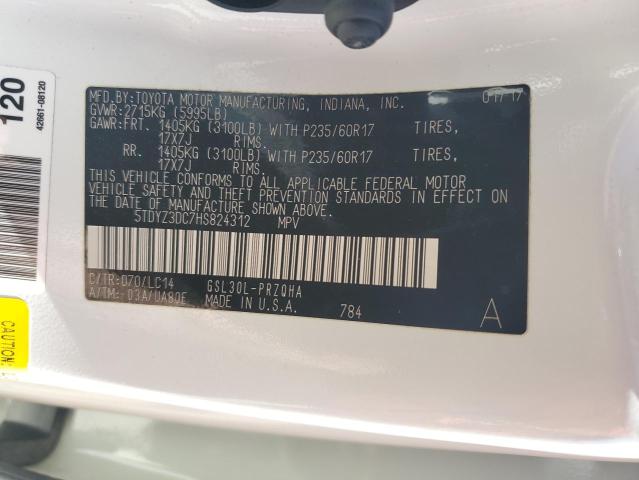 120
42661-08120
MFD.BY:TOYOTA MOTOR MANUFACTURING, INDIANA, INC. 01/17
GVWR:2715KG (5995LB)
GAWR:FRT. 1405KG (3100LB) WITH P235/60R17 TIRES,
17X7J RIMS.
RR. 1405KG (3100LB) WITH P235/60R17 TIRES,
17X7J RIMS.
THIS VEHICLE CONFORMS TO ALL APPLICABLE FEDERAL MOTOR
VEHICLE SAFETY AND THEFT PREVENTION STANDARDS IN EFFECT ON
THE DATE OF MANUFACTURE SHOWN ABOVE.
5TDYZ3DC7HS824312 MPV
C/TR:070/LC14 GSL30L-PRZQHA
A/TM: -03A/UA80E MADE IN U.S.A. 784 A
CAUTION: